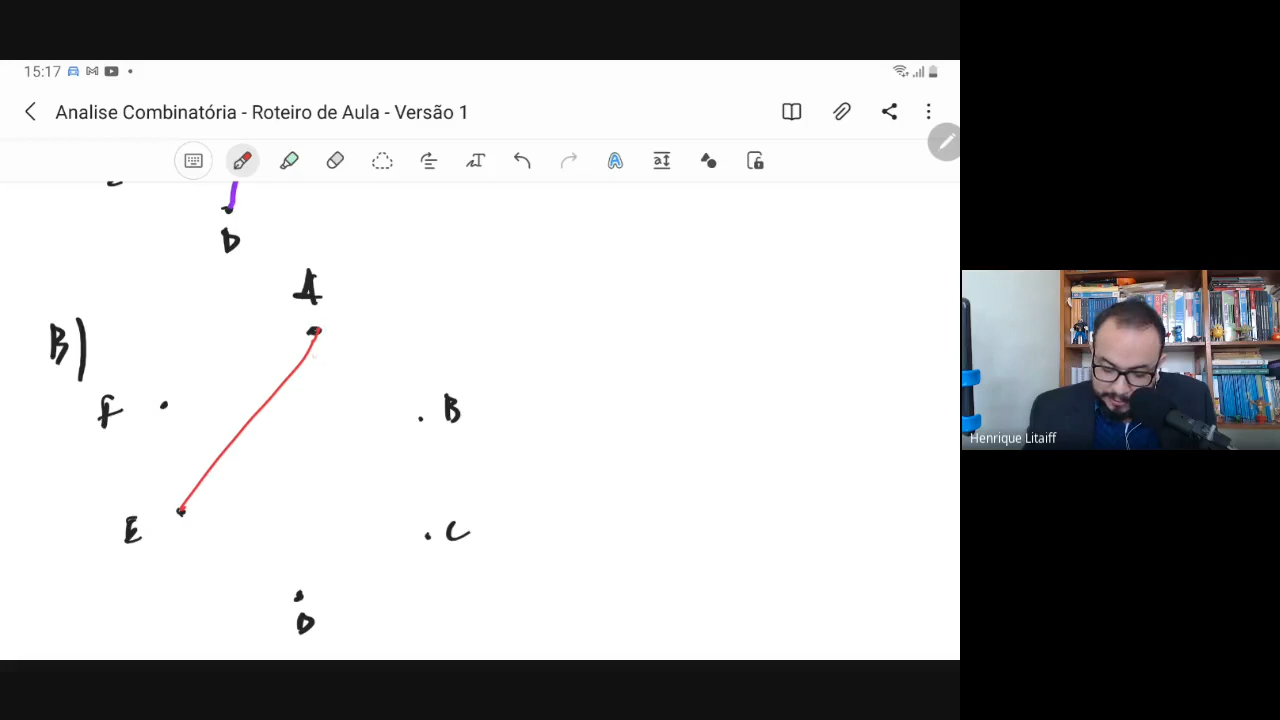 15:17
Analise Combinatória - Roteiro de Aula - Versão 1
D
A
B)
F
B
E
C
D
Henrique Litaiff